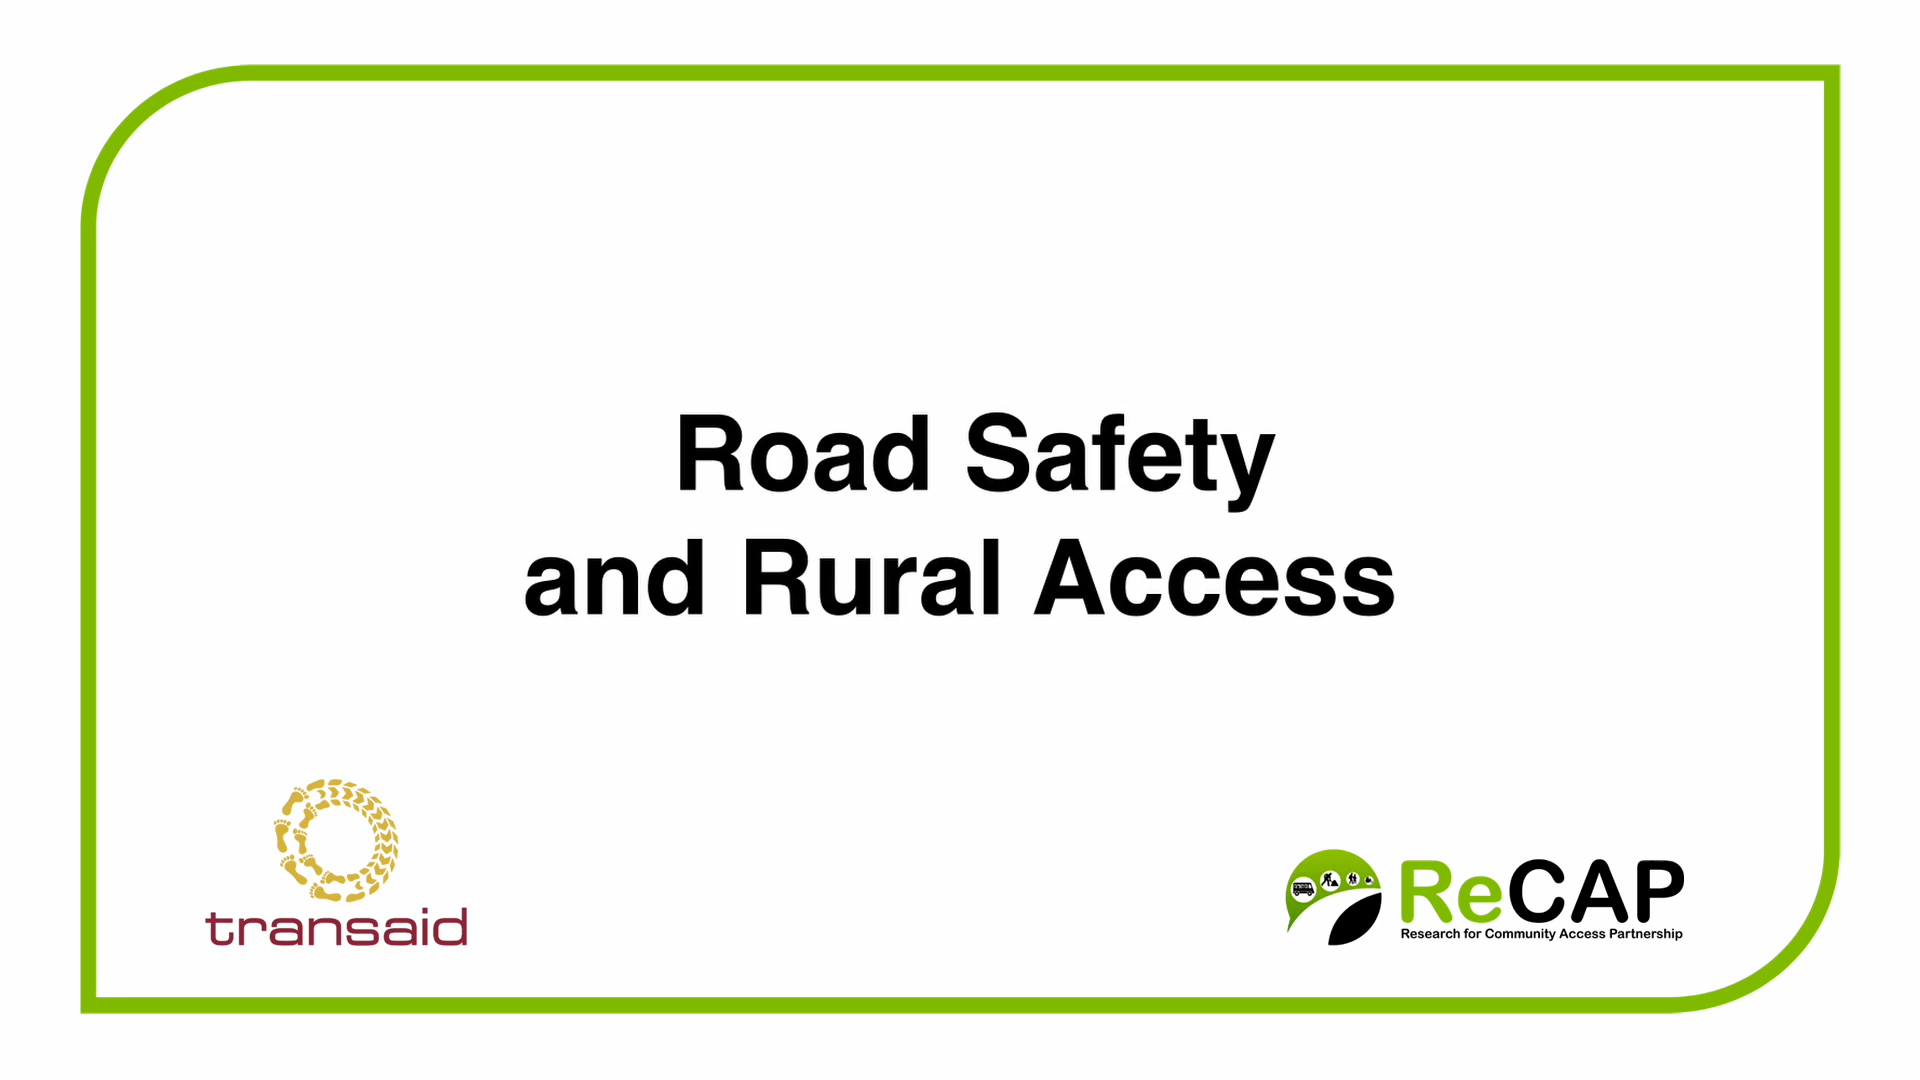 Road Safety
and Rural Access
transaid
ReCAP
Research for Community Access Partnership